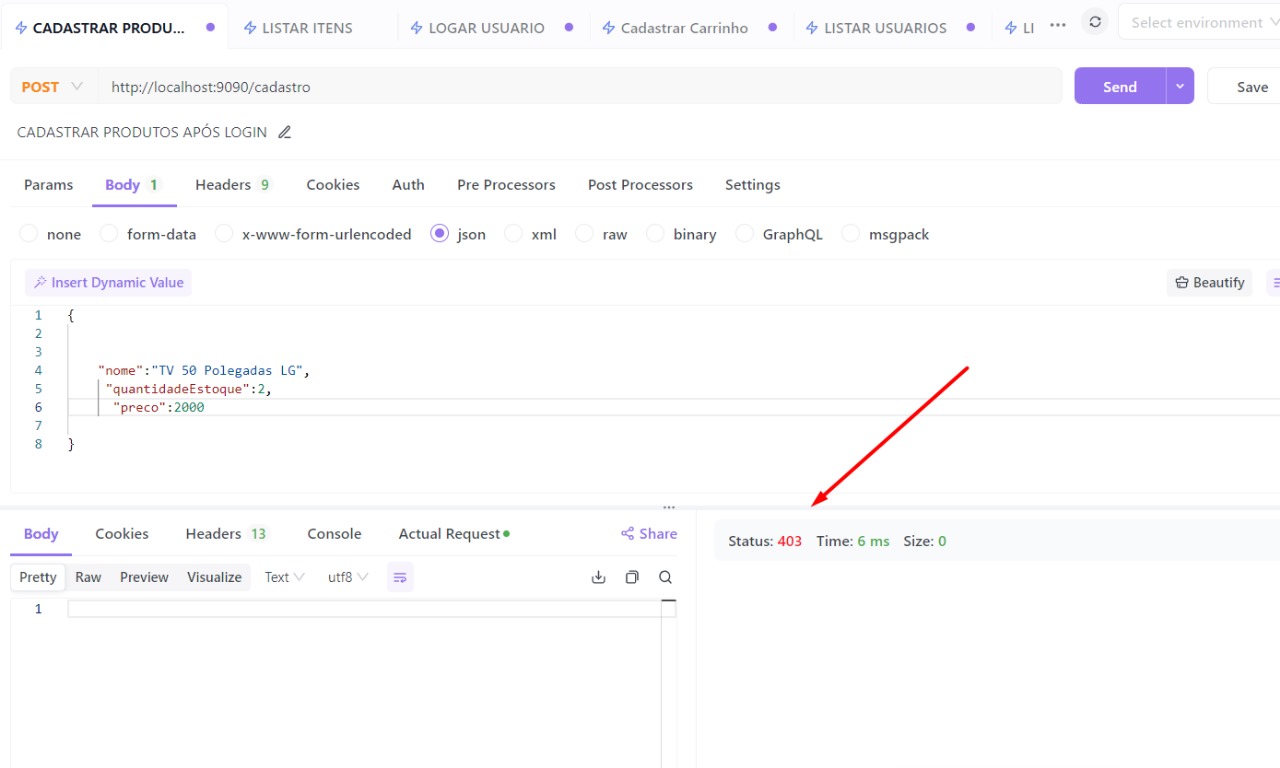 CADASTRAR PRODU... LISTAR ITENS LOGAR USUARIO Cadastrar Carrinho LISTAR USUARIOS LI ... Select environment
POST http://localhost:9090/cadastro Send Save
CADASTRAR PRODUTOS APÓS LOGIN
Params Body 1 Headers 9 Cookies Auth Pre Processors Post Processors Settings
none form-data x-www-form-urlencoded json xml raw binary GraphQL msgpack
Insert Dynamic Value Beautify
1 {
2
3
4 "nome":"TV 50 Polegadas LG",
5 "quantidadeEstoque":2,
6 "preco":2000
7
8 }
Body Cookies Headers 13 Console Actual Request Share
Status: 403 Time: 6 ms Size: 0
Pretty Raw Preview Visualize Text utf8
1